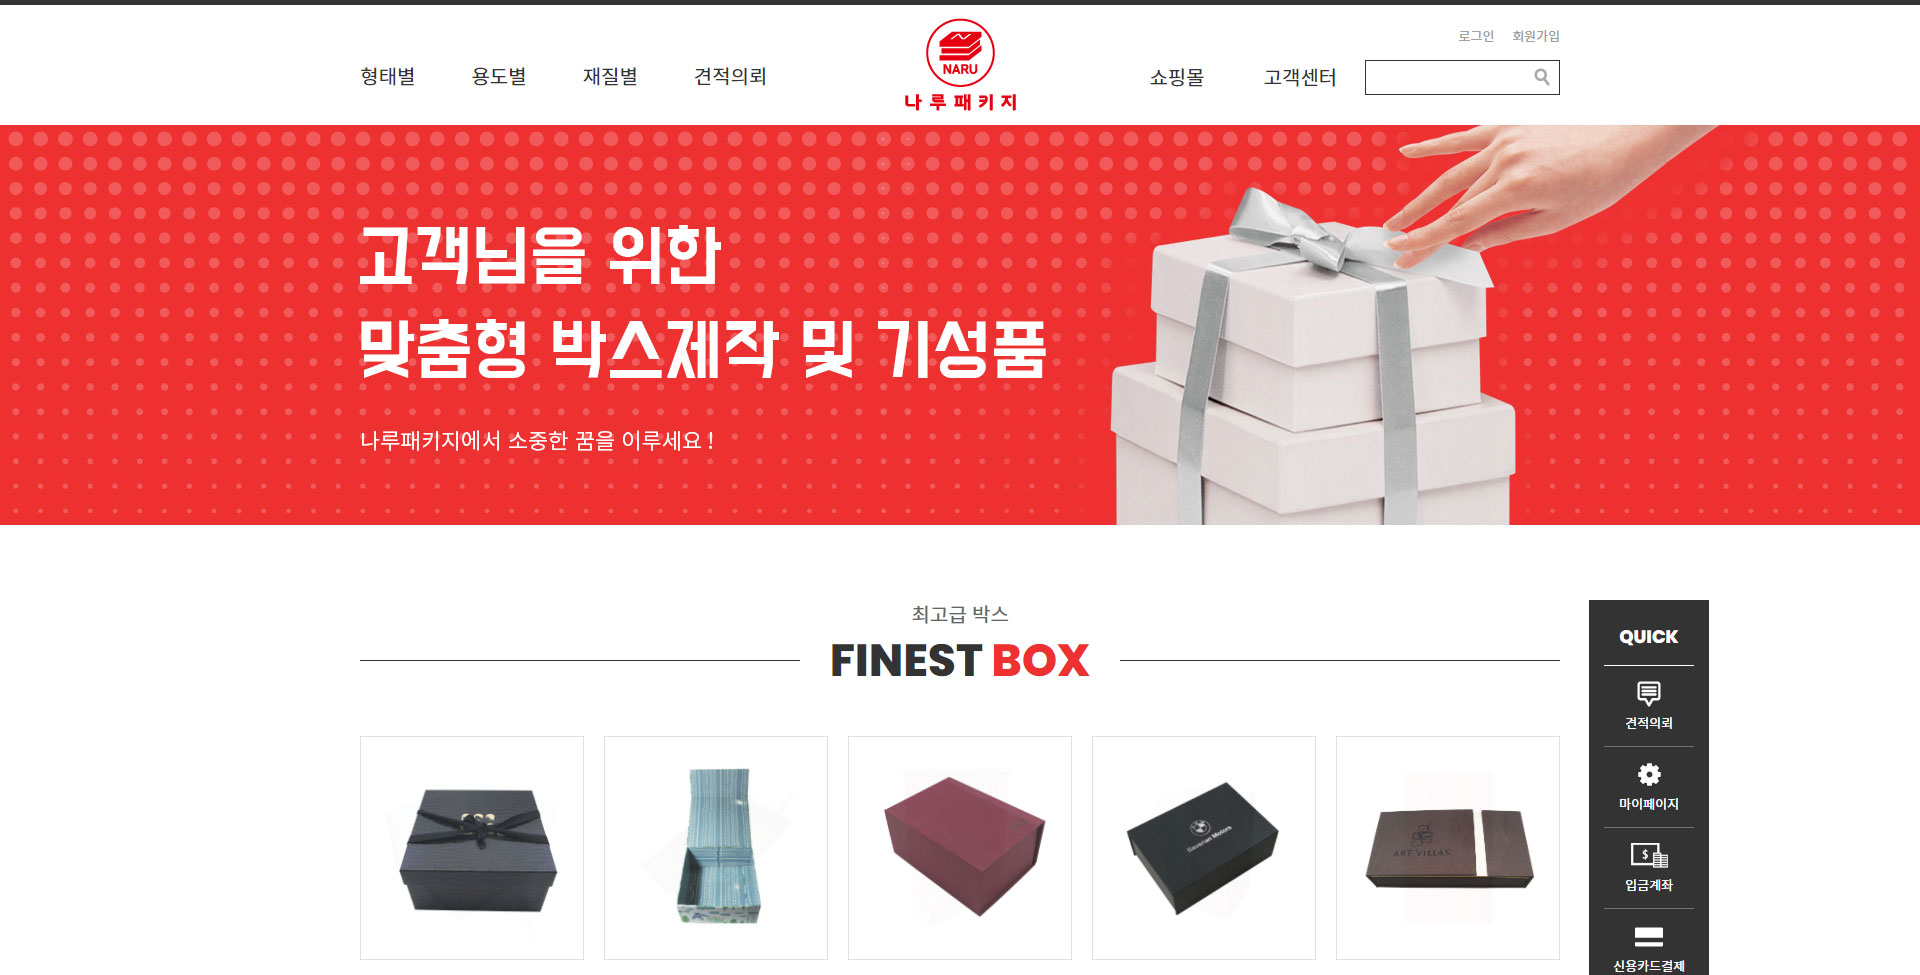 로그인 회원가입
형태별 용도별 재질별 견적의뢰
NARU
나루패키지
쇼핑몰 고객센터
고객님을 위한
맞춤형 박스제작 및 기성품
나루패키지에서 소중한 꿈을 이루세요 !
최고급 박스
FINEST BOX
Bavarian Motors
ART VILLAS
QUICK
견적의뢰
마이페이지
$
입금계좌
신용카드결제